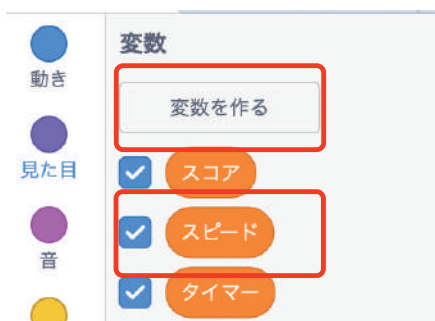 変数
動き
変数を作る
見た目
スコア
スピード
音
タイマー